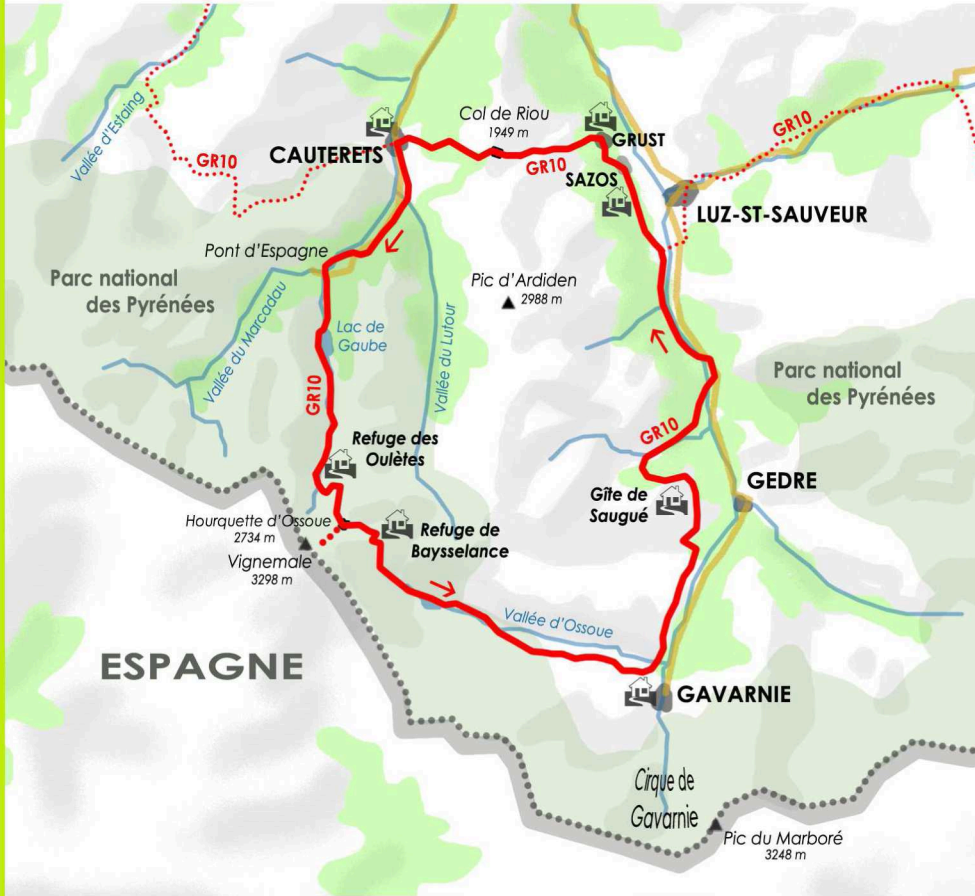 Vallée d'Estaing
GR10
CAUTERETS
Col de Riou
1949 m
GR10
GRUST
SAZOS
GR10
LUZ-ST-SAUVEUR
Pont d'Espagne
Parc national
des Pyrénées
Vallée du Marcadau
Lac de
Gaube
Vallée du Lutour
Pic d'Ardiden
2988 m
Parc national
des Pyrénées
GR10
GR10
Refuge des
Oulètes
Gîte de
Saugué
GEDRE
Hourquette d'Ossoue
2734 m
Vignemale
3298 m
Refuge de
Baysselance
Vallée d'Ossoue
ESPAGNE
GAVARNIE
Cirque de
Gavarnie
Pic du Marboré
3248 m